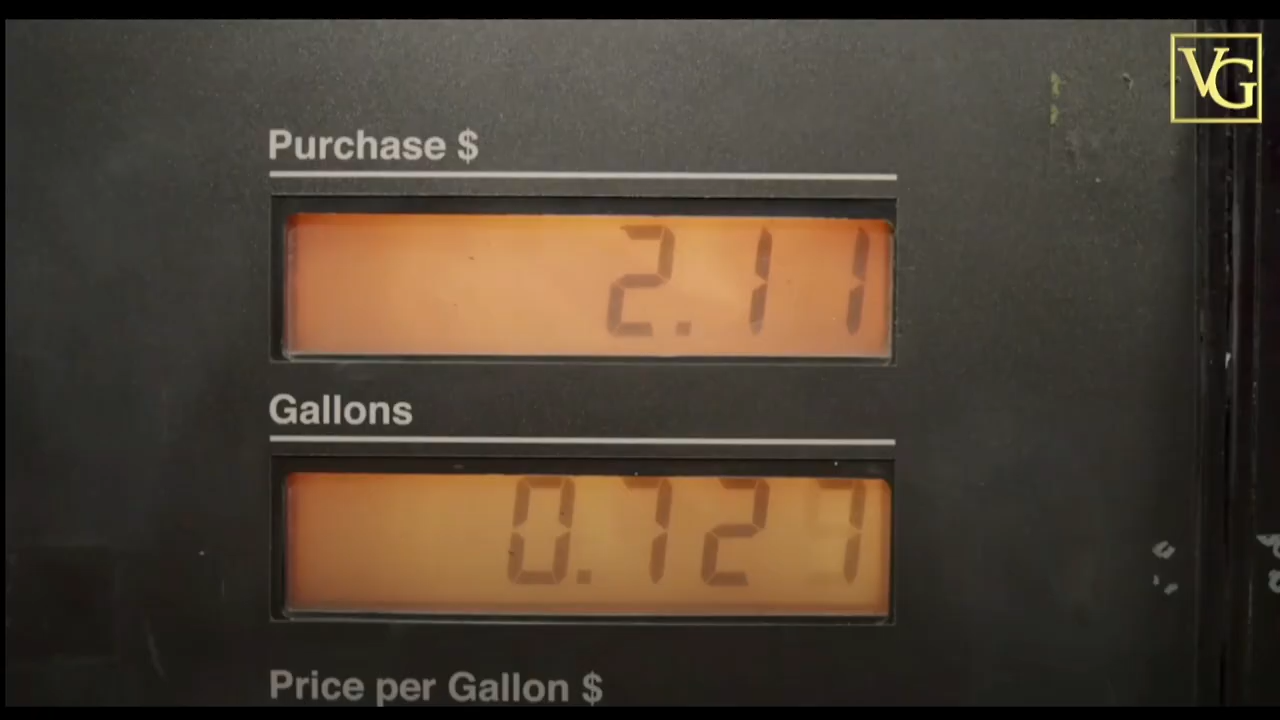 VG
Purchase $
2.11
Gallons
0.727
Price per Gallon $